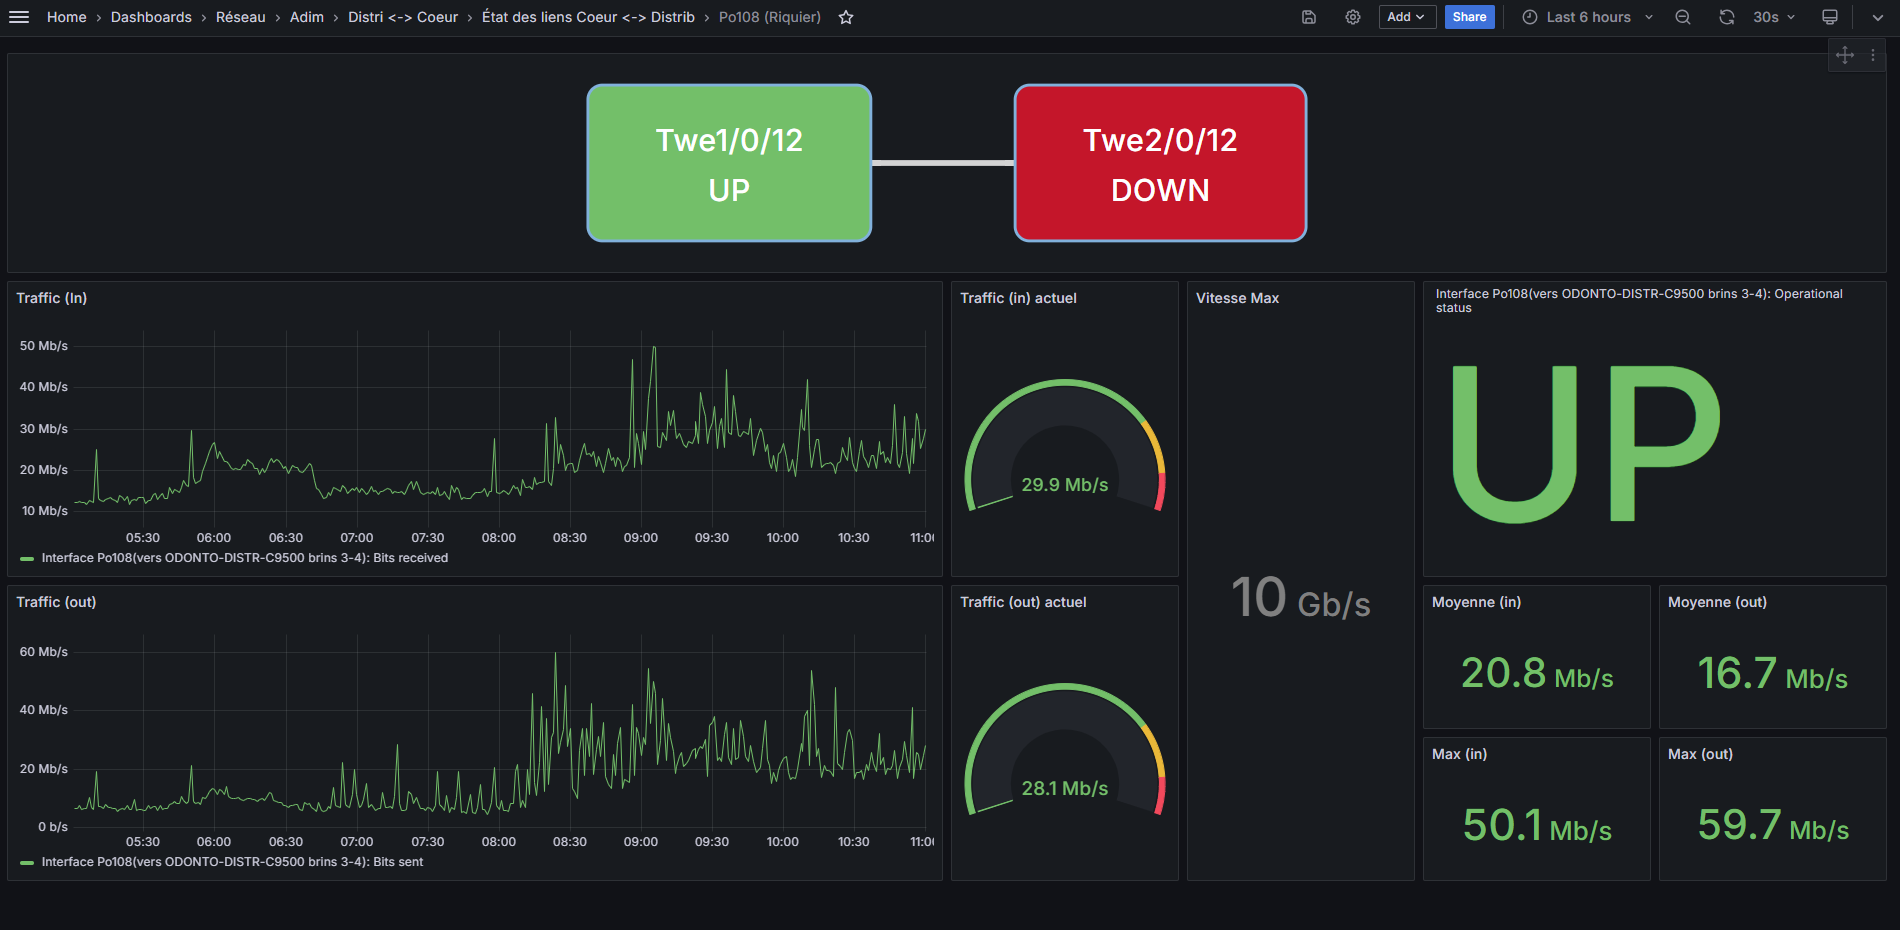 Home › Dashboards › Réseau › Adim › Distri <-> Coeur › État des liens Coeur <-> Distrib › Po108 (Riquier)
Add
Share
Last 6 hours
30s
Twe1/0/12
UP
Twe2/0/12
DOWN
Traffic (In)
50 Mb/s
40 Mb/s
30 Mb/s
20 Mb/s
10 Mb/s
05:30 06:00 06:30 07:00 07:30 08:00 08:30 09:00 09:30 10:00 10:30 11:00
Interface Po108(vers ODONTO-DISTR-C9500 brins 3-4): Bits received
Traffic (in) actuel
29.9 Mb/s
Vitesse Max
10 Gb/s
Interface Po108(vers ODONTO-DISTR-C9500 brins 3-4): Operational
status
UP
Traffic (out)
60 Mb/s
40 Mb/s
20 Mb/s
0 b/s
05:30 06:00 06:30 07:00 07:30 08:00 08:30 09:00 09:30 10:00 10:30 11:00
Interface Po108(vers ODONTO-DISTR-C9500 brins 3-4): Bits sent
Traffic (out) actuel
28.1 Mb/s
Moyenne (in)
20.8 Mb/s
Moyenne (out)
16.7 Mb/s
Max (in)
50.1 Mb/s
Max (out)
59.7 Mb/s